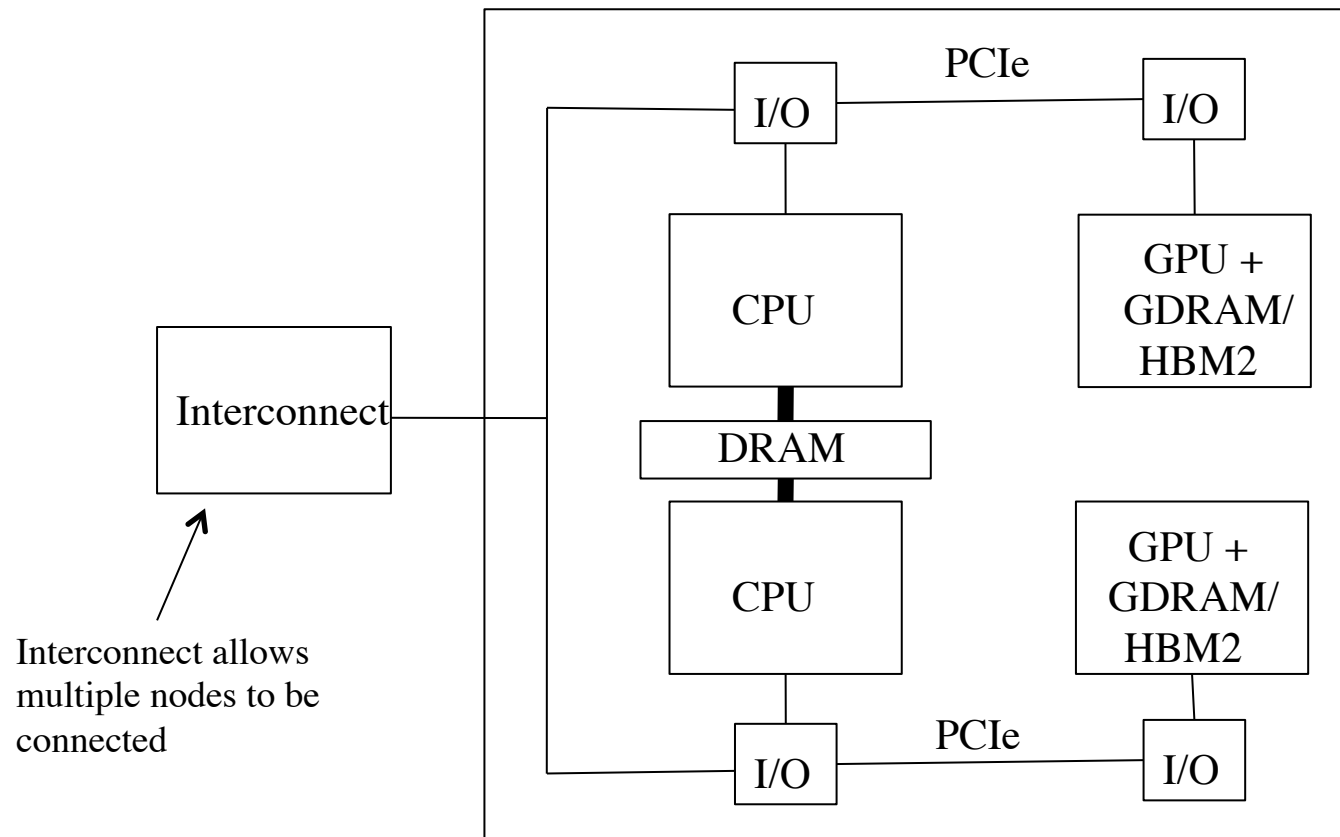 PCIe
I/O
I/O
CPU
GPU +
GDRAM/
HBM2
Interconnect
DRAM
CPU
GPU +
GDRAM/
HBM2
Interconnect allows
multiple nodes to be
connected
PCIe
I/O
I/O